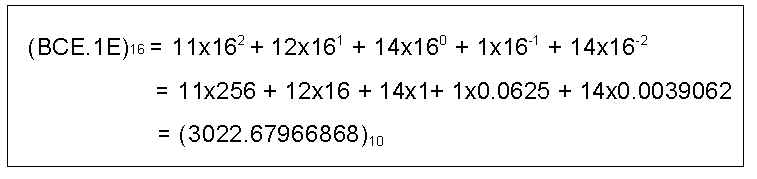 (BCE.1E)₁₆ = 11x16² + 12x16¹ + 14x16⁰ + 1x16⁻¹ + 14x16⁻²
= 11x256 + 12x16 + 14x1+ 1x0.0625 + 14x0.0039062
= (3022.67966868)₁₀